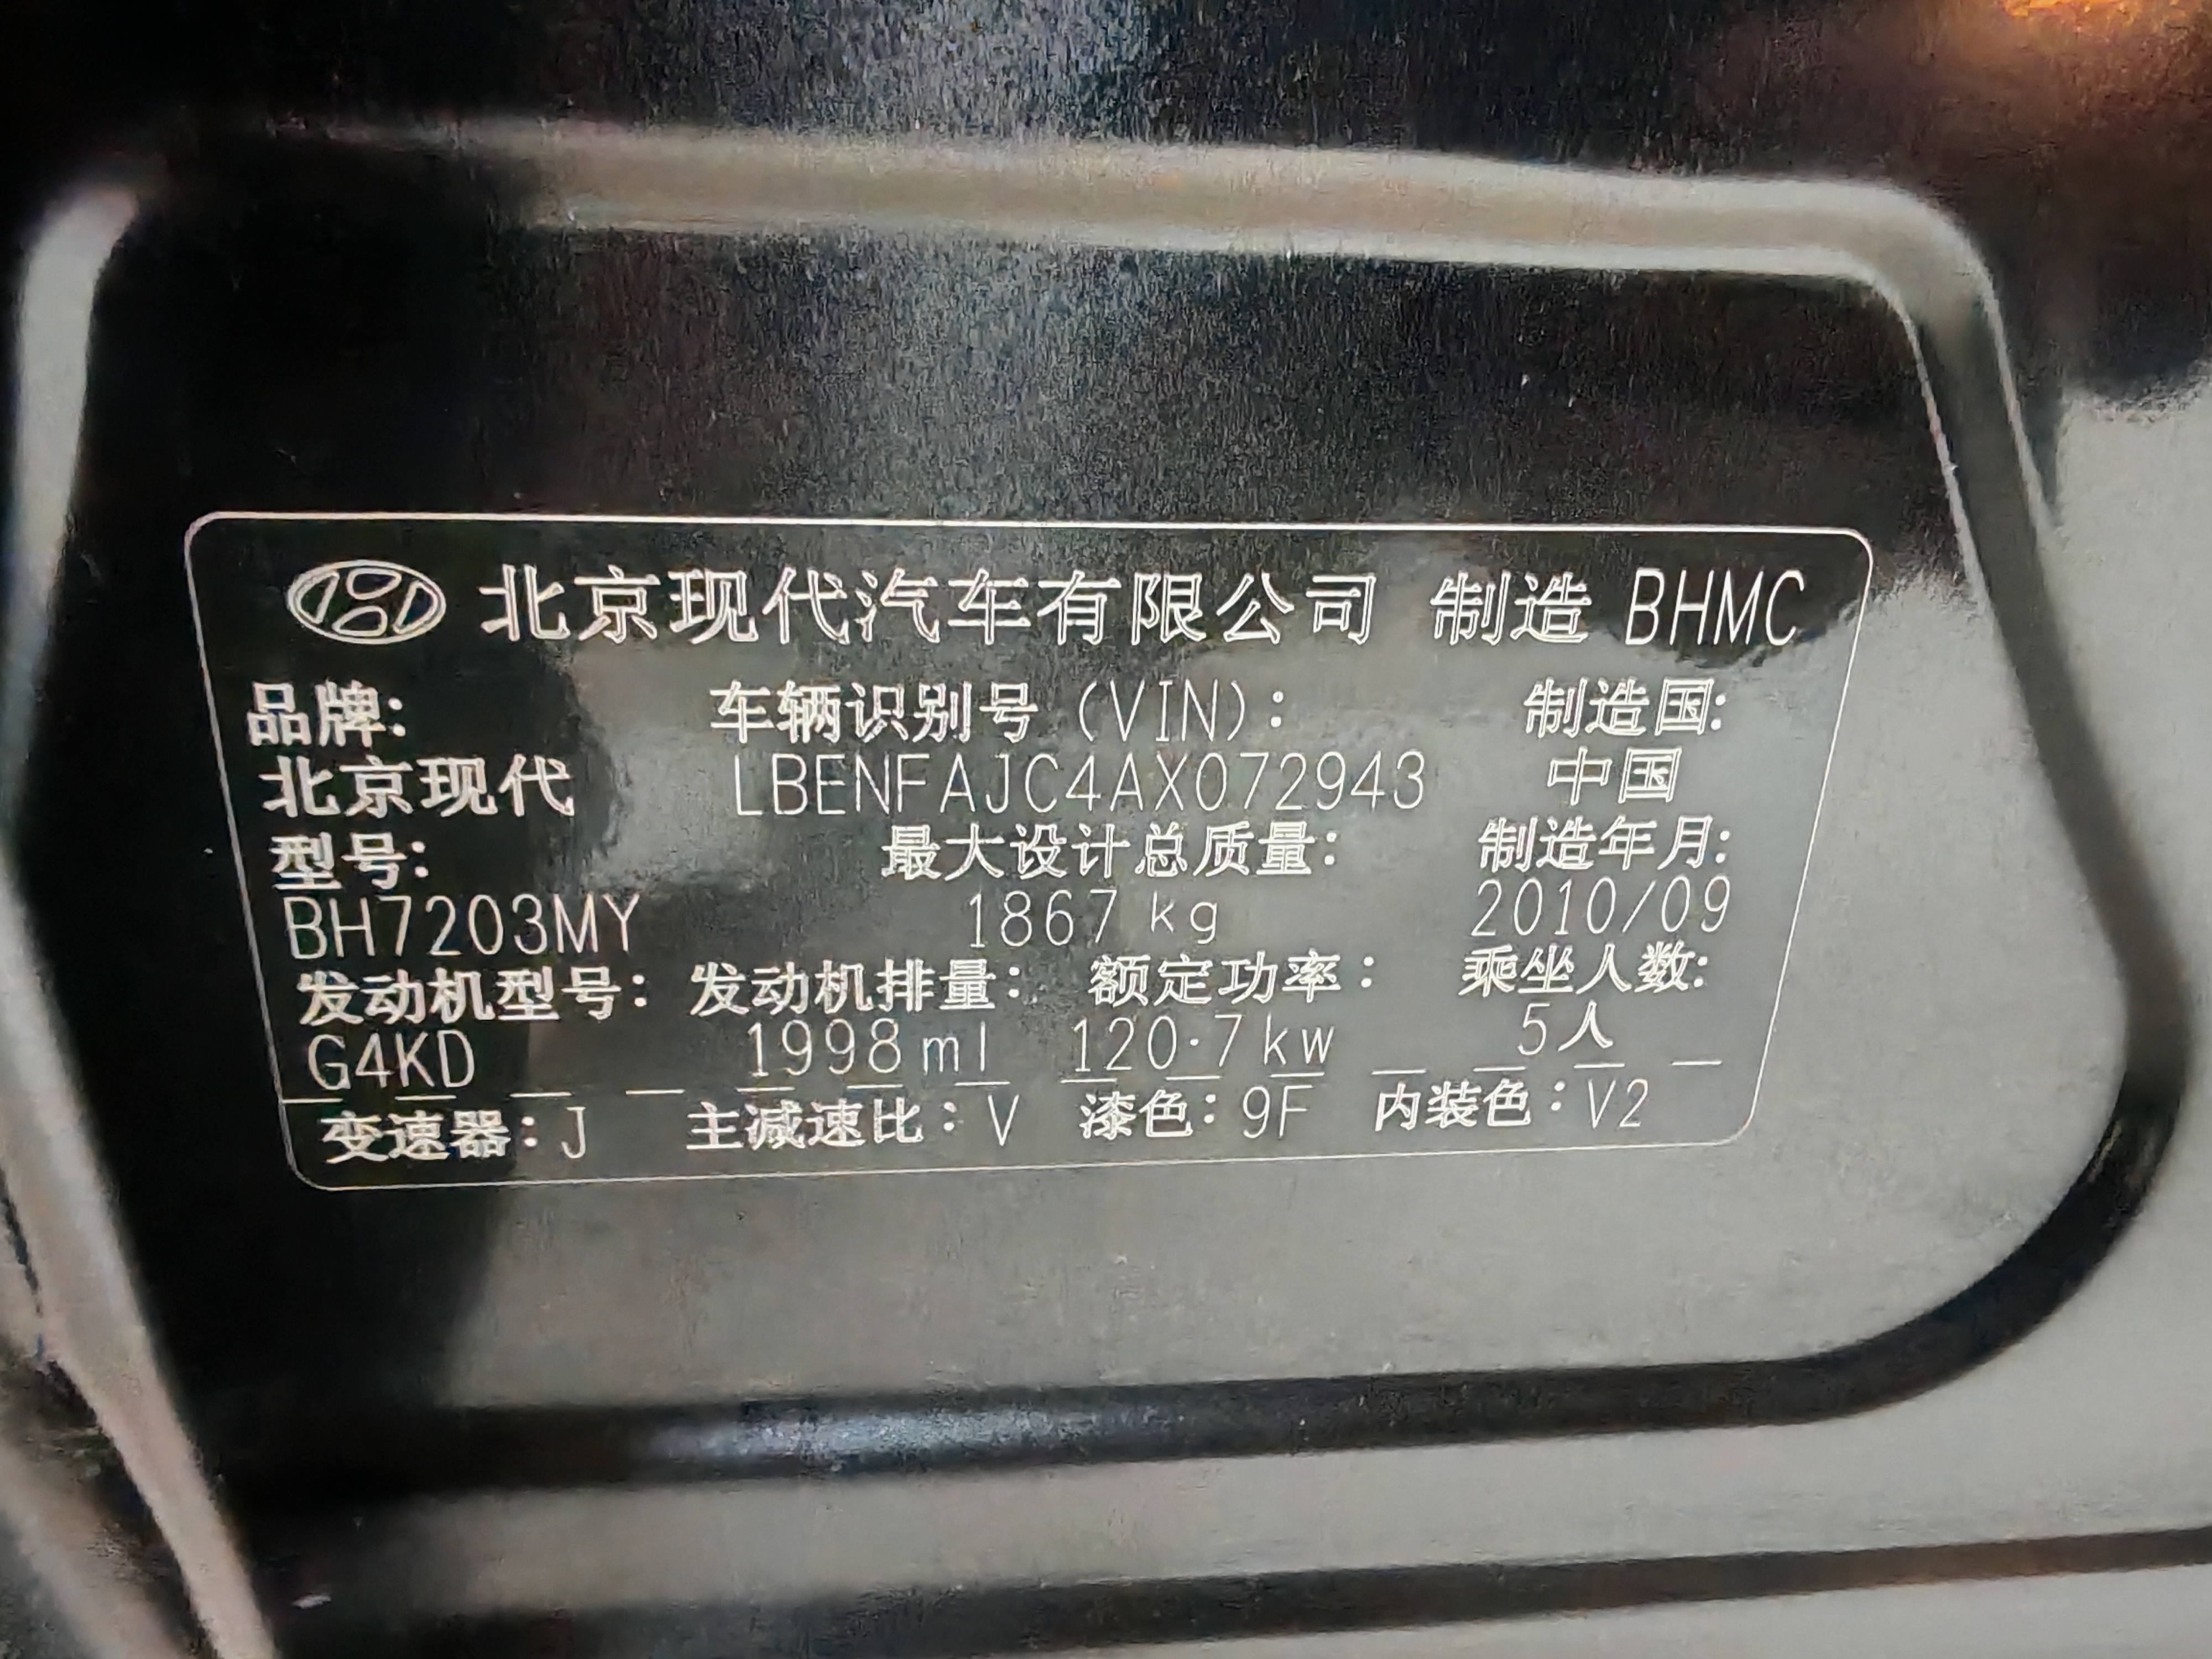 北京现代汽车有限公司 制造 BHMC
品牌: 车辆识别号 (VIN): 制造国:
北京现代 LBENFAJC4AX072943 中国
型号: 最大设计总质量: 制造年月:
BH7203MY 1867 kg 2010/09
发动机型号: 发动机排量: 额定功率: 乘坐人数:
G4KD 1998ml 120.7kw 5人
变速器:J 主减速比:V 漆色:9F 内装色:V2